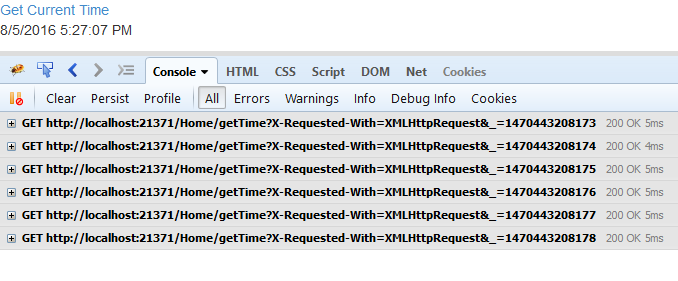 Get Current Time
8/5/2016 5:27:07 PM
Console HTML CSS Script DOM Net Cookies
Clear Persist Profile All Errors Warnings Info Debug Info Cookies
GET http://localhost:21371/Home/getTime?X-Requested-With=XMLHttpRequest&_=1470443208173 200 OK 5ms
GET http://localhost:21371/Home/getTime?X-Requested-With=XMLHttpRequest&_=1470443208174 200 OK 4ms
GET http://localhost:21371/Home/getTime?X-Requested-With=XMLHttpRequest&_=1470443208175 200 OK 5ms
GET http://localhost:21371/Home/getTime?X-Requested-With=XMLHttpRequest&_=1470443208176 200 OK 5ms
GET http://localhost:21371/Home/getTime?X-Requested-With=XMLHttpRequest&_=1470443208177 200 OK 5ms
GET http://localhost:21371/Home/getTime?X-Requested-With=XMLHttpRequest&_=1470443208178 200 OK 5ms